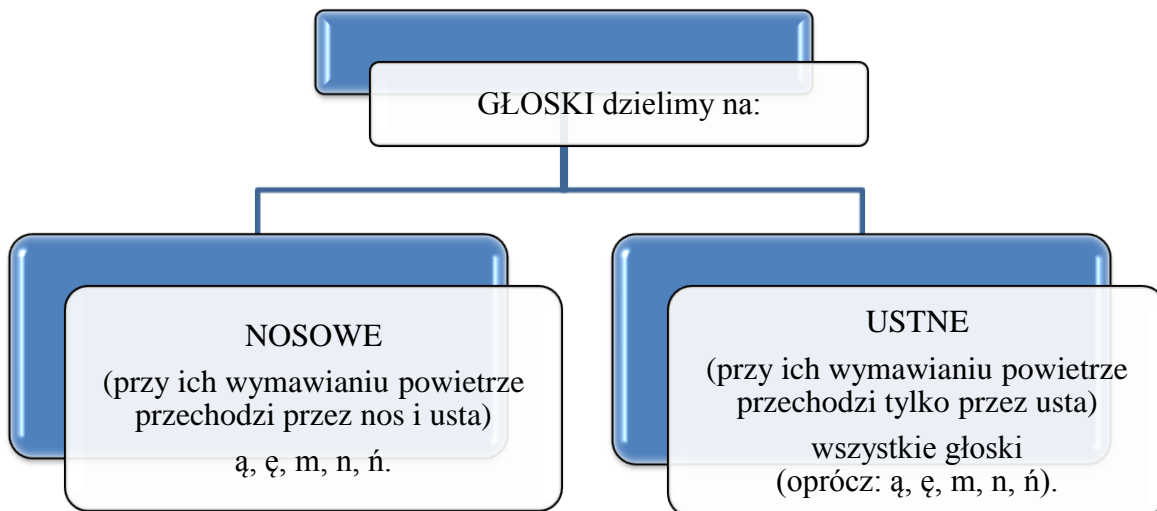 GŁOSKI dzielimy na:
NOSOWE
(przy ich wymawianiu powietrze
przechodzi przez nos i usta)
ą, ę, m, n, ń.
USTNE
(przy ich wymawianiu powietrze
przechodzi tylko przez usta)
wszystkie głoski
(oprócz: ą, ę, m, n, ń).